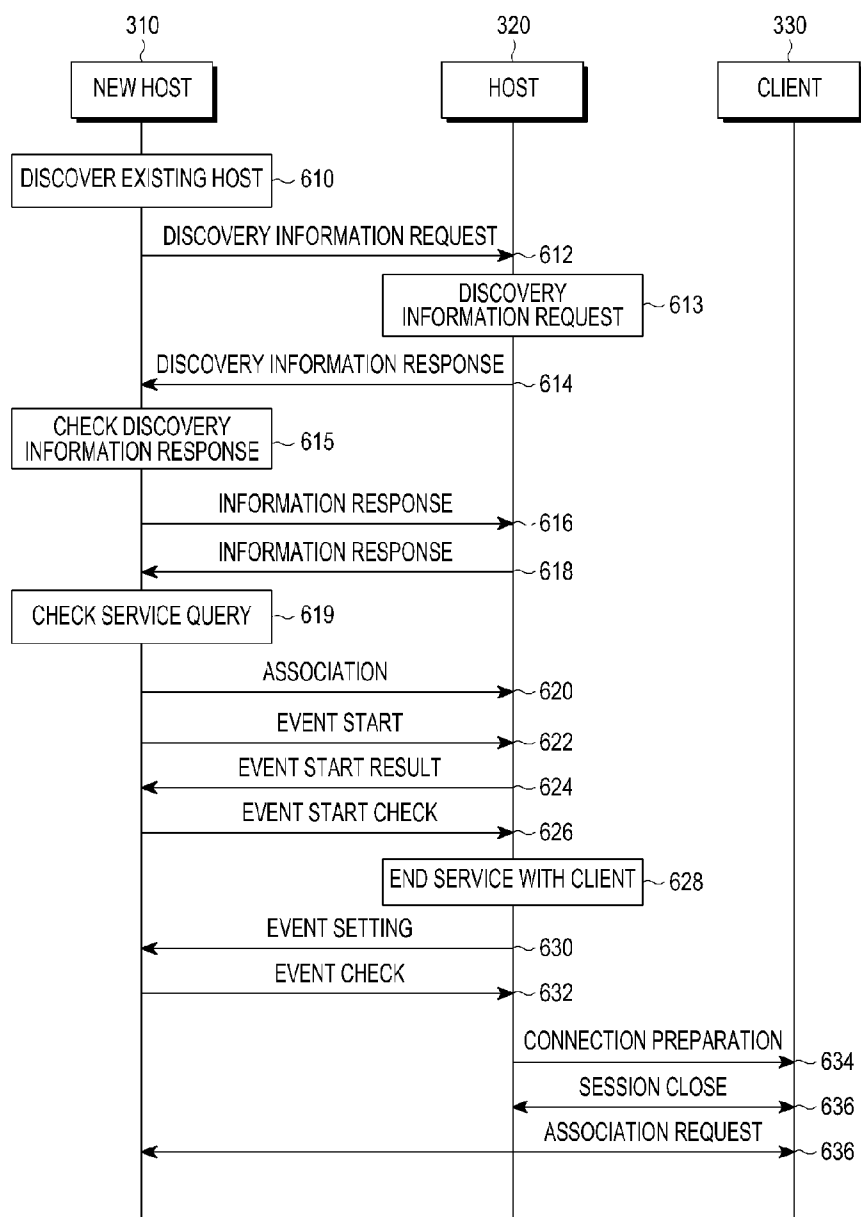 310
320
330
NEW HOST
HOST
CLIENT
DISCOVER EXISTING HOST
610
DISCOVERY INFORMATION REQUEST
612
DISCOVERY
INFORMATION REQUEST
613
DISCOVERY INFORMATION RESPONSE
614
CHECK DISCOVERY
INFORMATION RESPONSE
615
INFORMATION RESPONSE
616
INFORMATION RESPONSE
618
CHECK SERVICE QUERY
619
ASSOCIATION
620
EVENT START
622
EVENT START RESULT
624
EVENT START CHECK
626
END SERVICE WITH CLIENT
628
EVENT SETTING
630
EVENT CHECK
632
CONNECTION PREPARATION
634
SESSION CLOSE
636
ASSOCIATION REQUEST
636